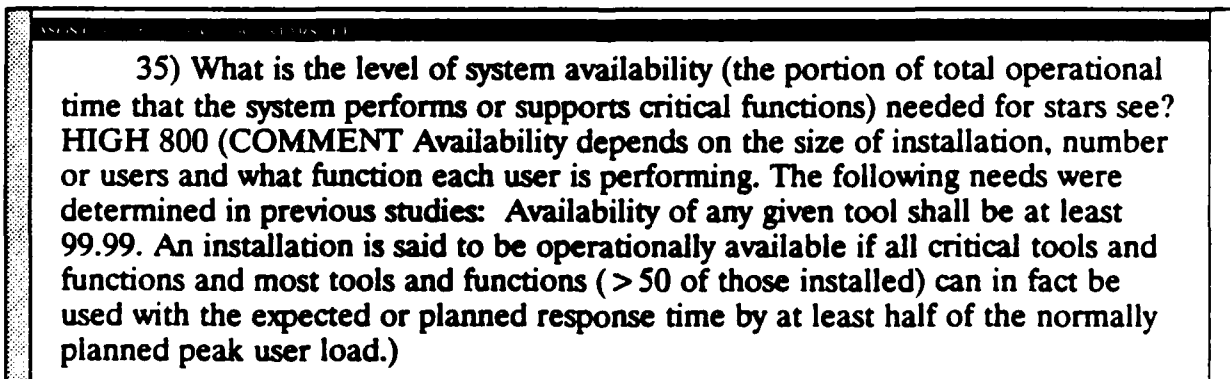 35) What is the level of system availability (the portion of total operational
time that the system performs or supports critical functions) needed for stars see?
HIGH 800 (COMMENT Availability depends on the size of installation, number
or users and what function each user is performing. The following needs were
determined in previous studies: Availability of any given tool shall be at least
99.99. An installation is said to be operationally available if all critical tools and
functions and most tools and functions ( > 50 of those installed) can in fact be
used with the expected or planned response time by at least half of the normally
planned peak user load.)